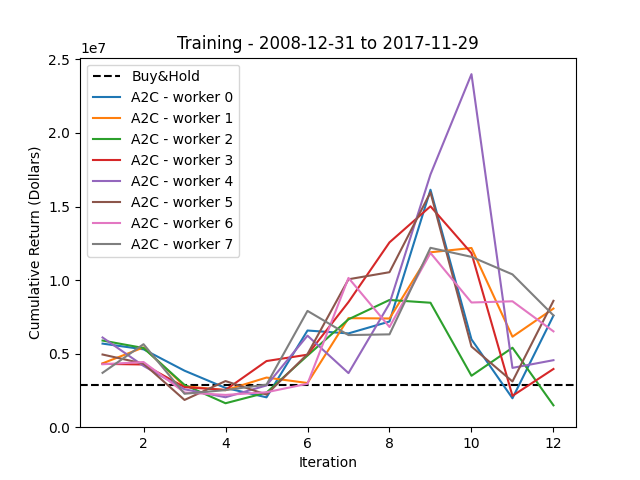 Training - 2008-12-31 to 2017-11-29
1e7
Buy&Hold
A2C - worker 0
A2C - worker 1
A2C - worker 2
A2C - worker 3
A2C - worker 4
A2C - worker 5
A2C - worker 6
A2C - worker 7
Cumulative Return (Dollars)
2.5
2.0
1.5
1.0
0.5
0.0
2 4 6 8 10 12
Iteration